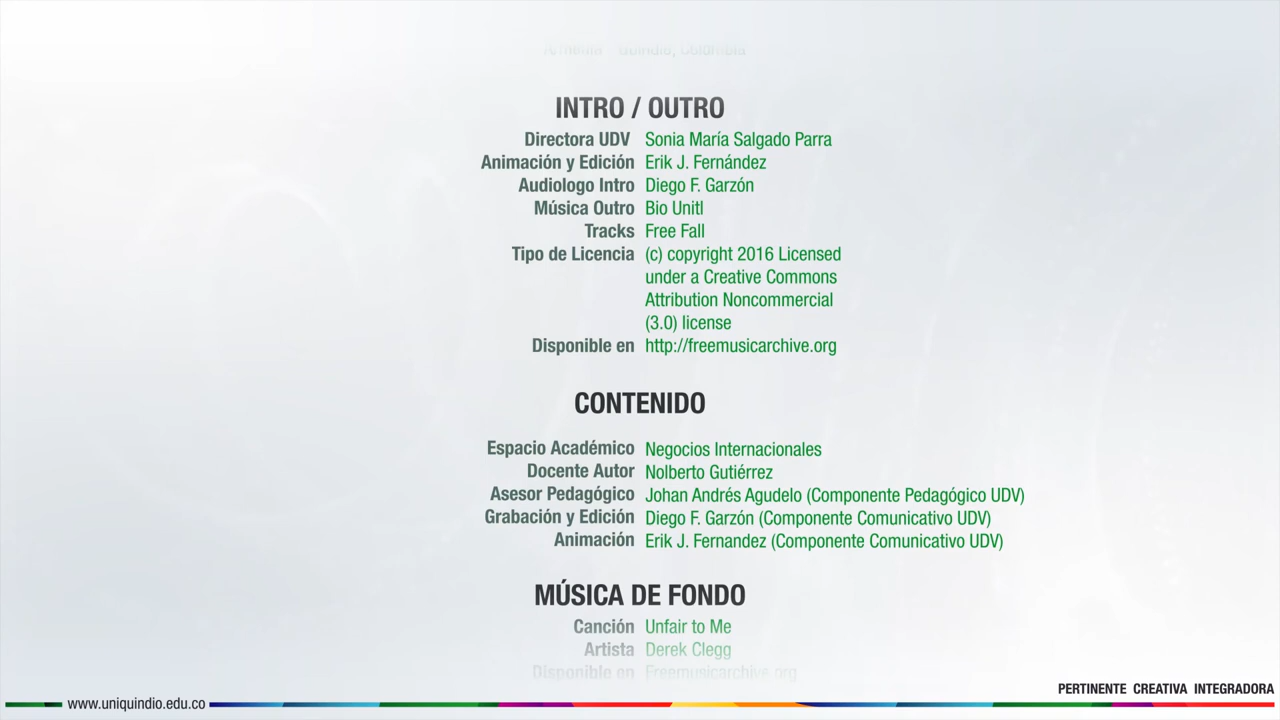 INTRO / OUTRO
Directora UDV Sonia María Salgado Parra
Animación y Edición Erik J. Fernández
Audiologo Intro Diego F. Garzón
Música Outro Bio Unitl
Tracks Free Fall
Tipo de Licencia (c) copyright 2016 Licensed
under a Creative Commons
Attribution Noncommercial
(3.0) license
Disponible en http://freemusicarchive.org
CONTENIDO
Espacio Académico Negocios Internacionales
Docente Autor Nolberto Gutiérrez
Asesor Pedagógico Johan Andrés Agudelo (Componente Pedagógico UDV)
Grabación y Edición Diego F. Garzón (Componente Comunicativo UDV)
Animación Erik J. Fernandez (Componente Comunicativo UDV)
MÚSICA DE FONDO
Canción Unfair to Me
Artista Derek Clegg
Disponible en Freemusicarchive.org
PERTINENTE CREATIVA INTEGRADORA
www.uniquindio.edu.co